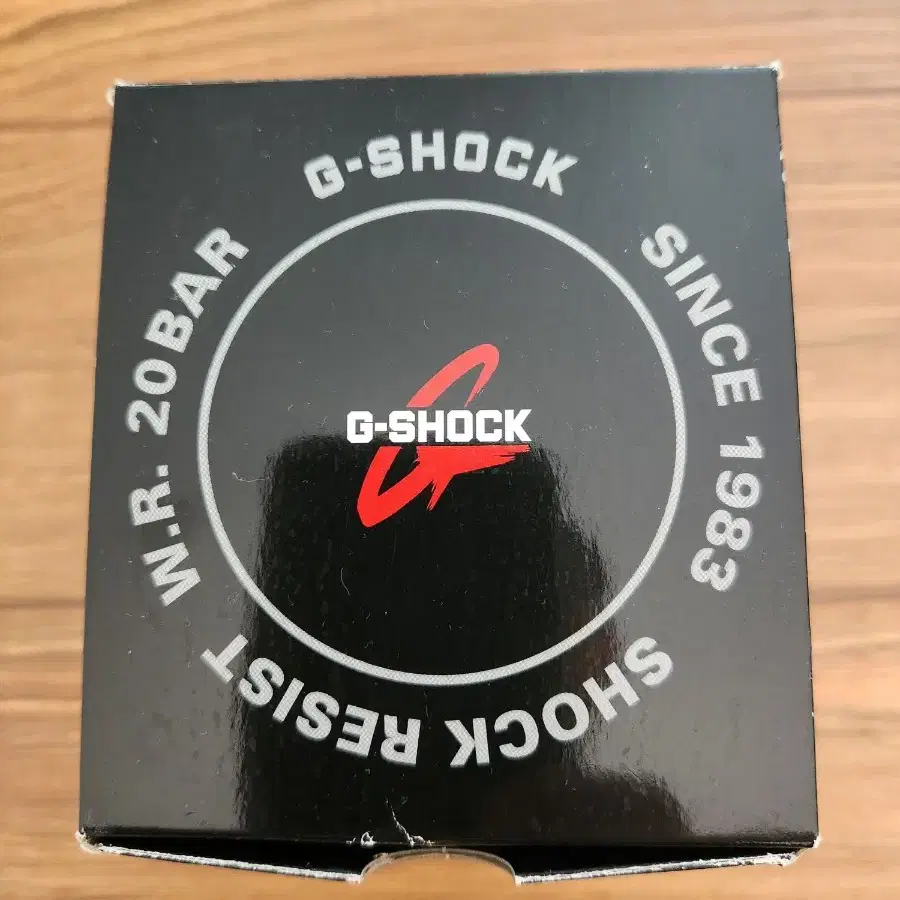 G-SHOCK
SINCE 1983
SHOCK RESIST
W.R. 20BAR
G-SHOCK